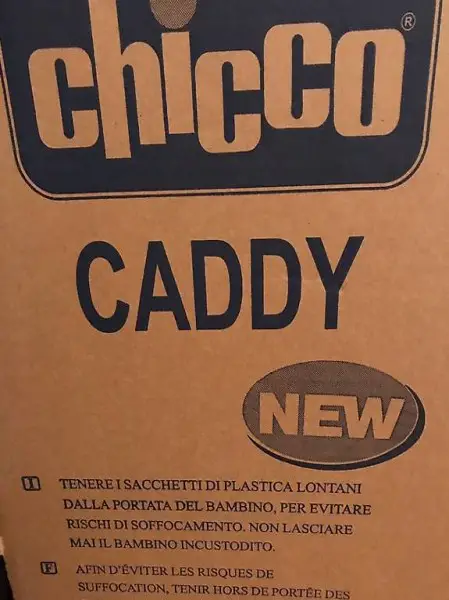 chicco®
CADDY
NEW
I TENERE I SACCHETTI DI PLASTICA LONTANI
DALLA PORTATA DEL BAMBINO, PER EVITARE
RISCHI DI SOFFOCAMENTO. NON LASCIARE
MAI IL BAMBINO INCUSTODITO.
F AFIN D'ÉVITER LES RISQUES DE
SUFFOCATION, TENIR HORS DE PORTÉE DES